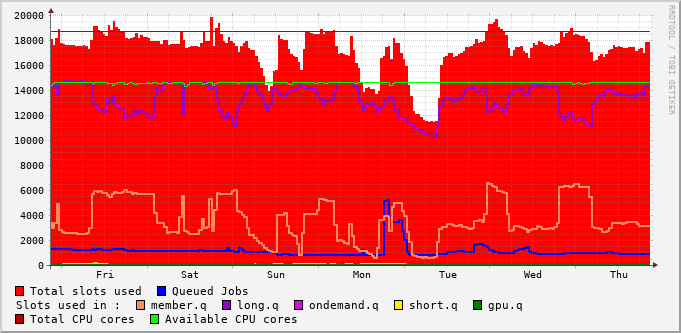 RRDTOOL / TOBI OETIKER
20000
18000
16000
14000
12000
10000
8000
6000
4000
2000
0
Fri Sat Sun Mon Tue Wed Thu
Total slots used Queued Jobs
Slots used in : member.q long.q ondemand.q short.q gpu.q
Total CPU cores Available CPU cores